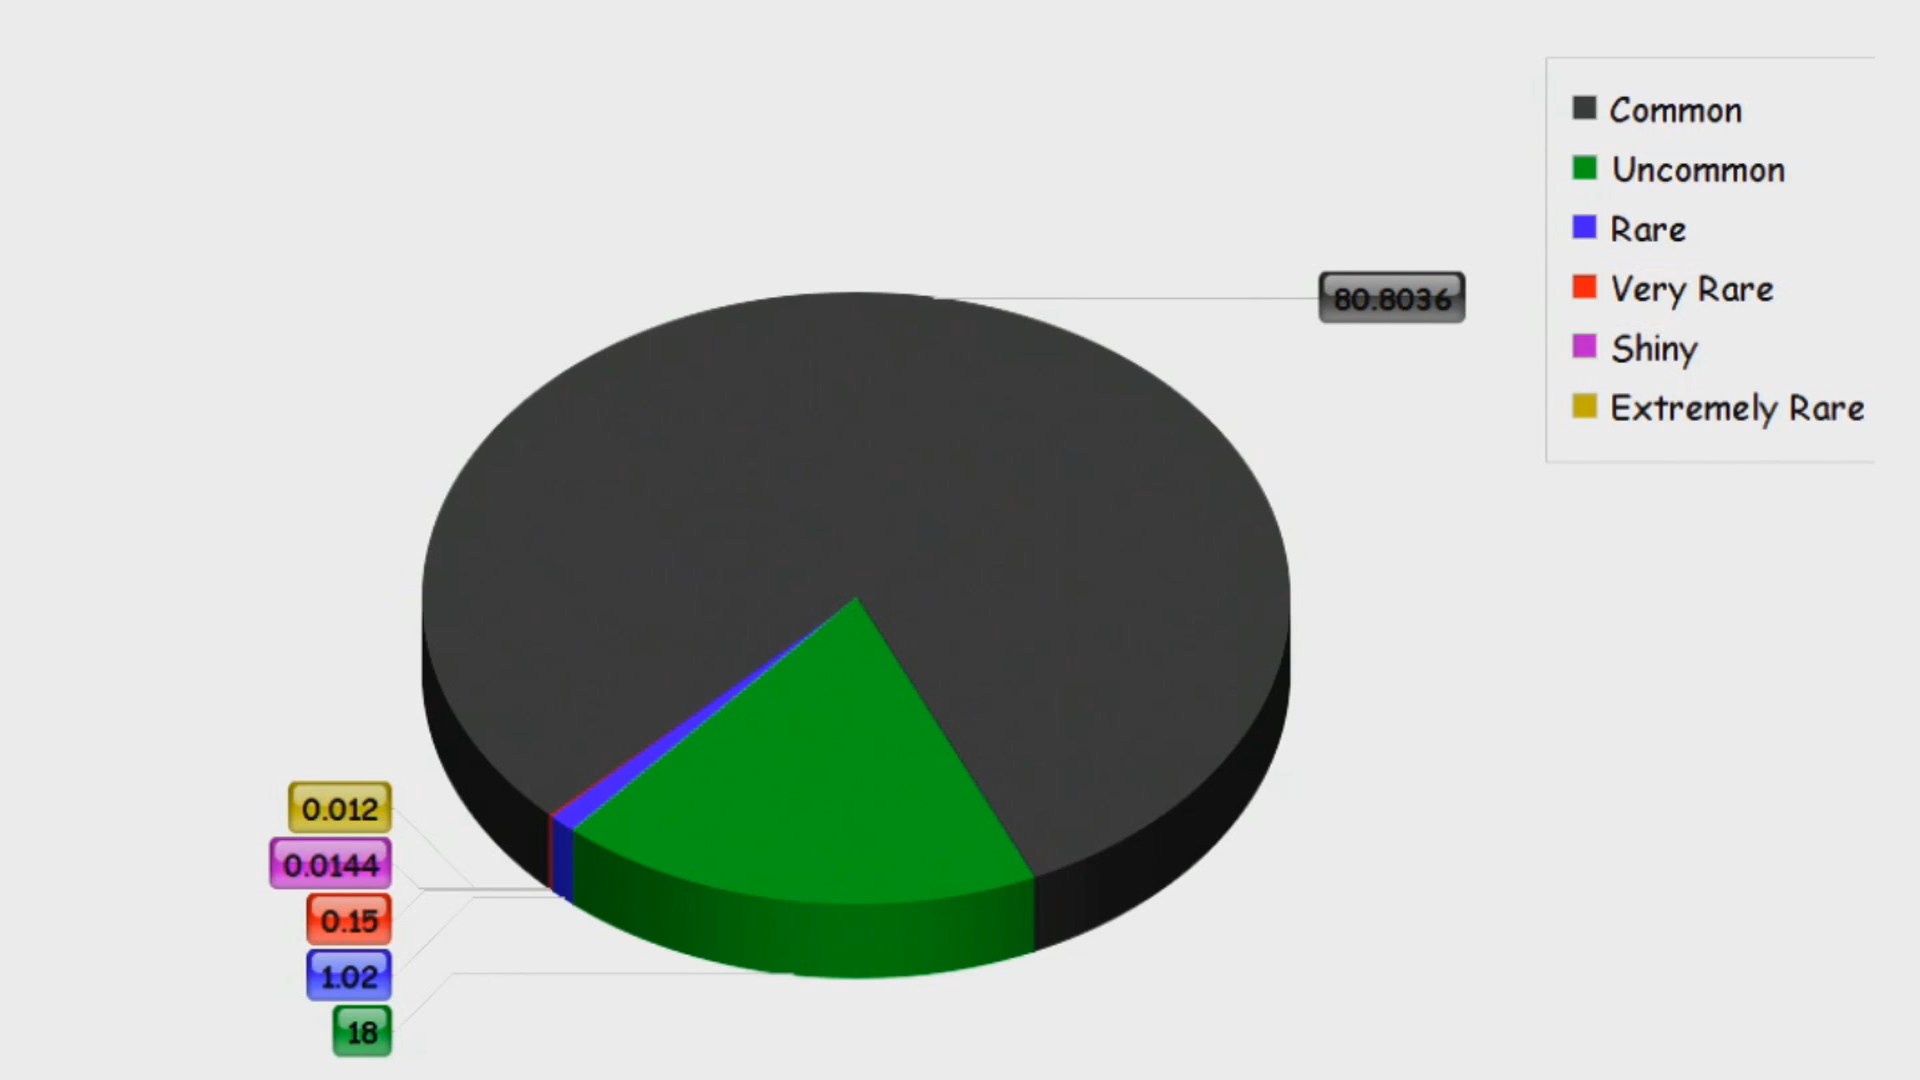 Common
Uncommon
Rare
Very Rare
Shiny
Extremely Rare
80.8036
0.012
0.0144
0.15
1.02
18